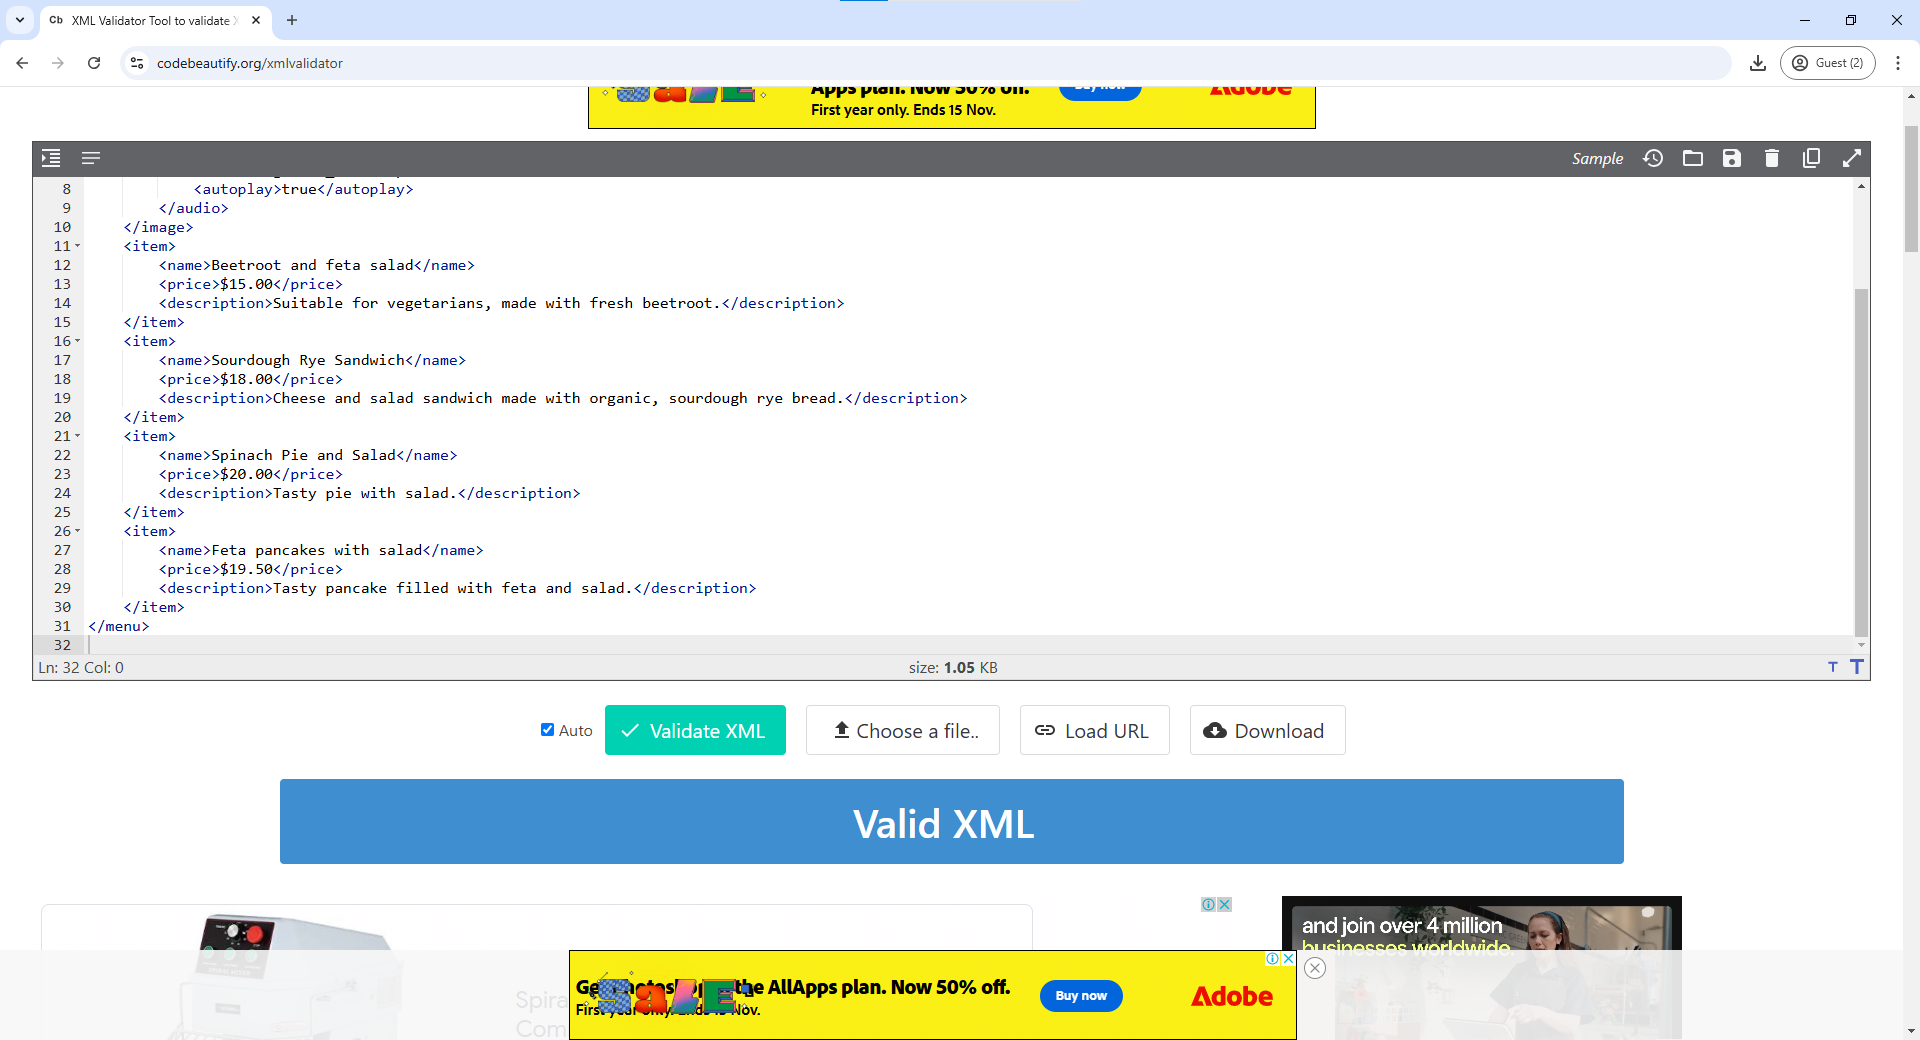 Cb XML Validator Tool to validate X
codebeautify.org/xmlvalidator
Guest (2)
Apps plan. Now 50% off.
Buy now
Adobe
First year only. Ends 15 Nov.
Sample
8 <autoplay>true</autoplay>
9 </audio>
10 </image>
11 <item>
12 <name>Beetroot and feta salad</name>
13 <price>$15.00</price>
14 <description>Suitable for vegetarians, made with fresh beetroot.</description>
15 </item>
16 <item>
17 <name>Sourdough Rye Sandwich</name>
18 <price>$18.00</price>
19 <description>Cheese and salad sandwich made with organic, sourdough rye bread.</description>
20 </item>
21 <item>
22 <name>Spinach Pie and Salad</name>
23 <price>$20.00</price>
24 <description>Tasty pie with salad.</description>
25 </item>
26 <item>
27 <name>Feta pancakes with salad</name>
28 <price>$19.50</price>
29 <description>Tasty pancake filled with feta and salad.</description>
30 </item>
31 </menu>
32
Ln: 32 Col: 0
size: 1.05 KB
T T
Auto
Validate XML
Choose a file..
Load URL
Download
Valid XML
and join over 4 million
businesses worldwide.
Spira
Com
the AllApps plan. Now 50% off.
SaLE
Nov.
Buy now
Adobe